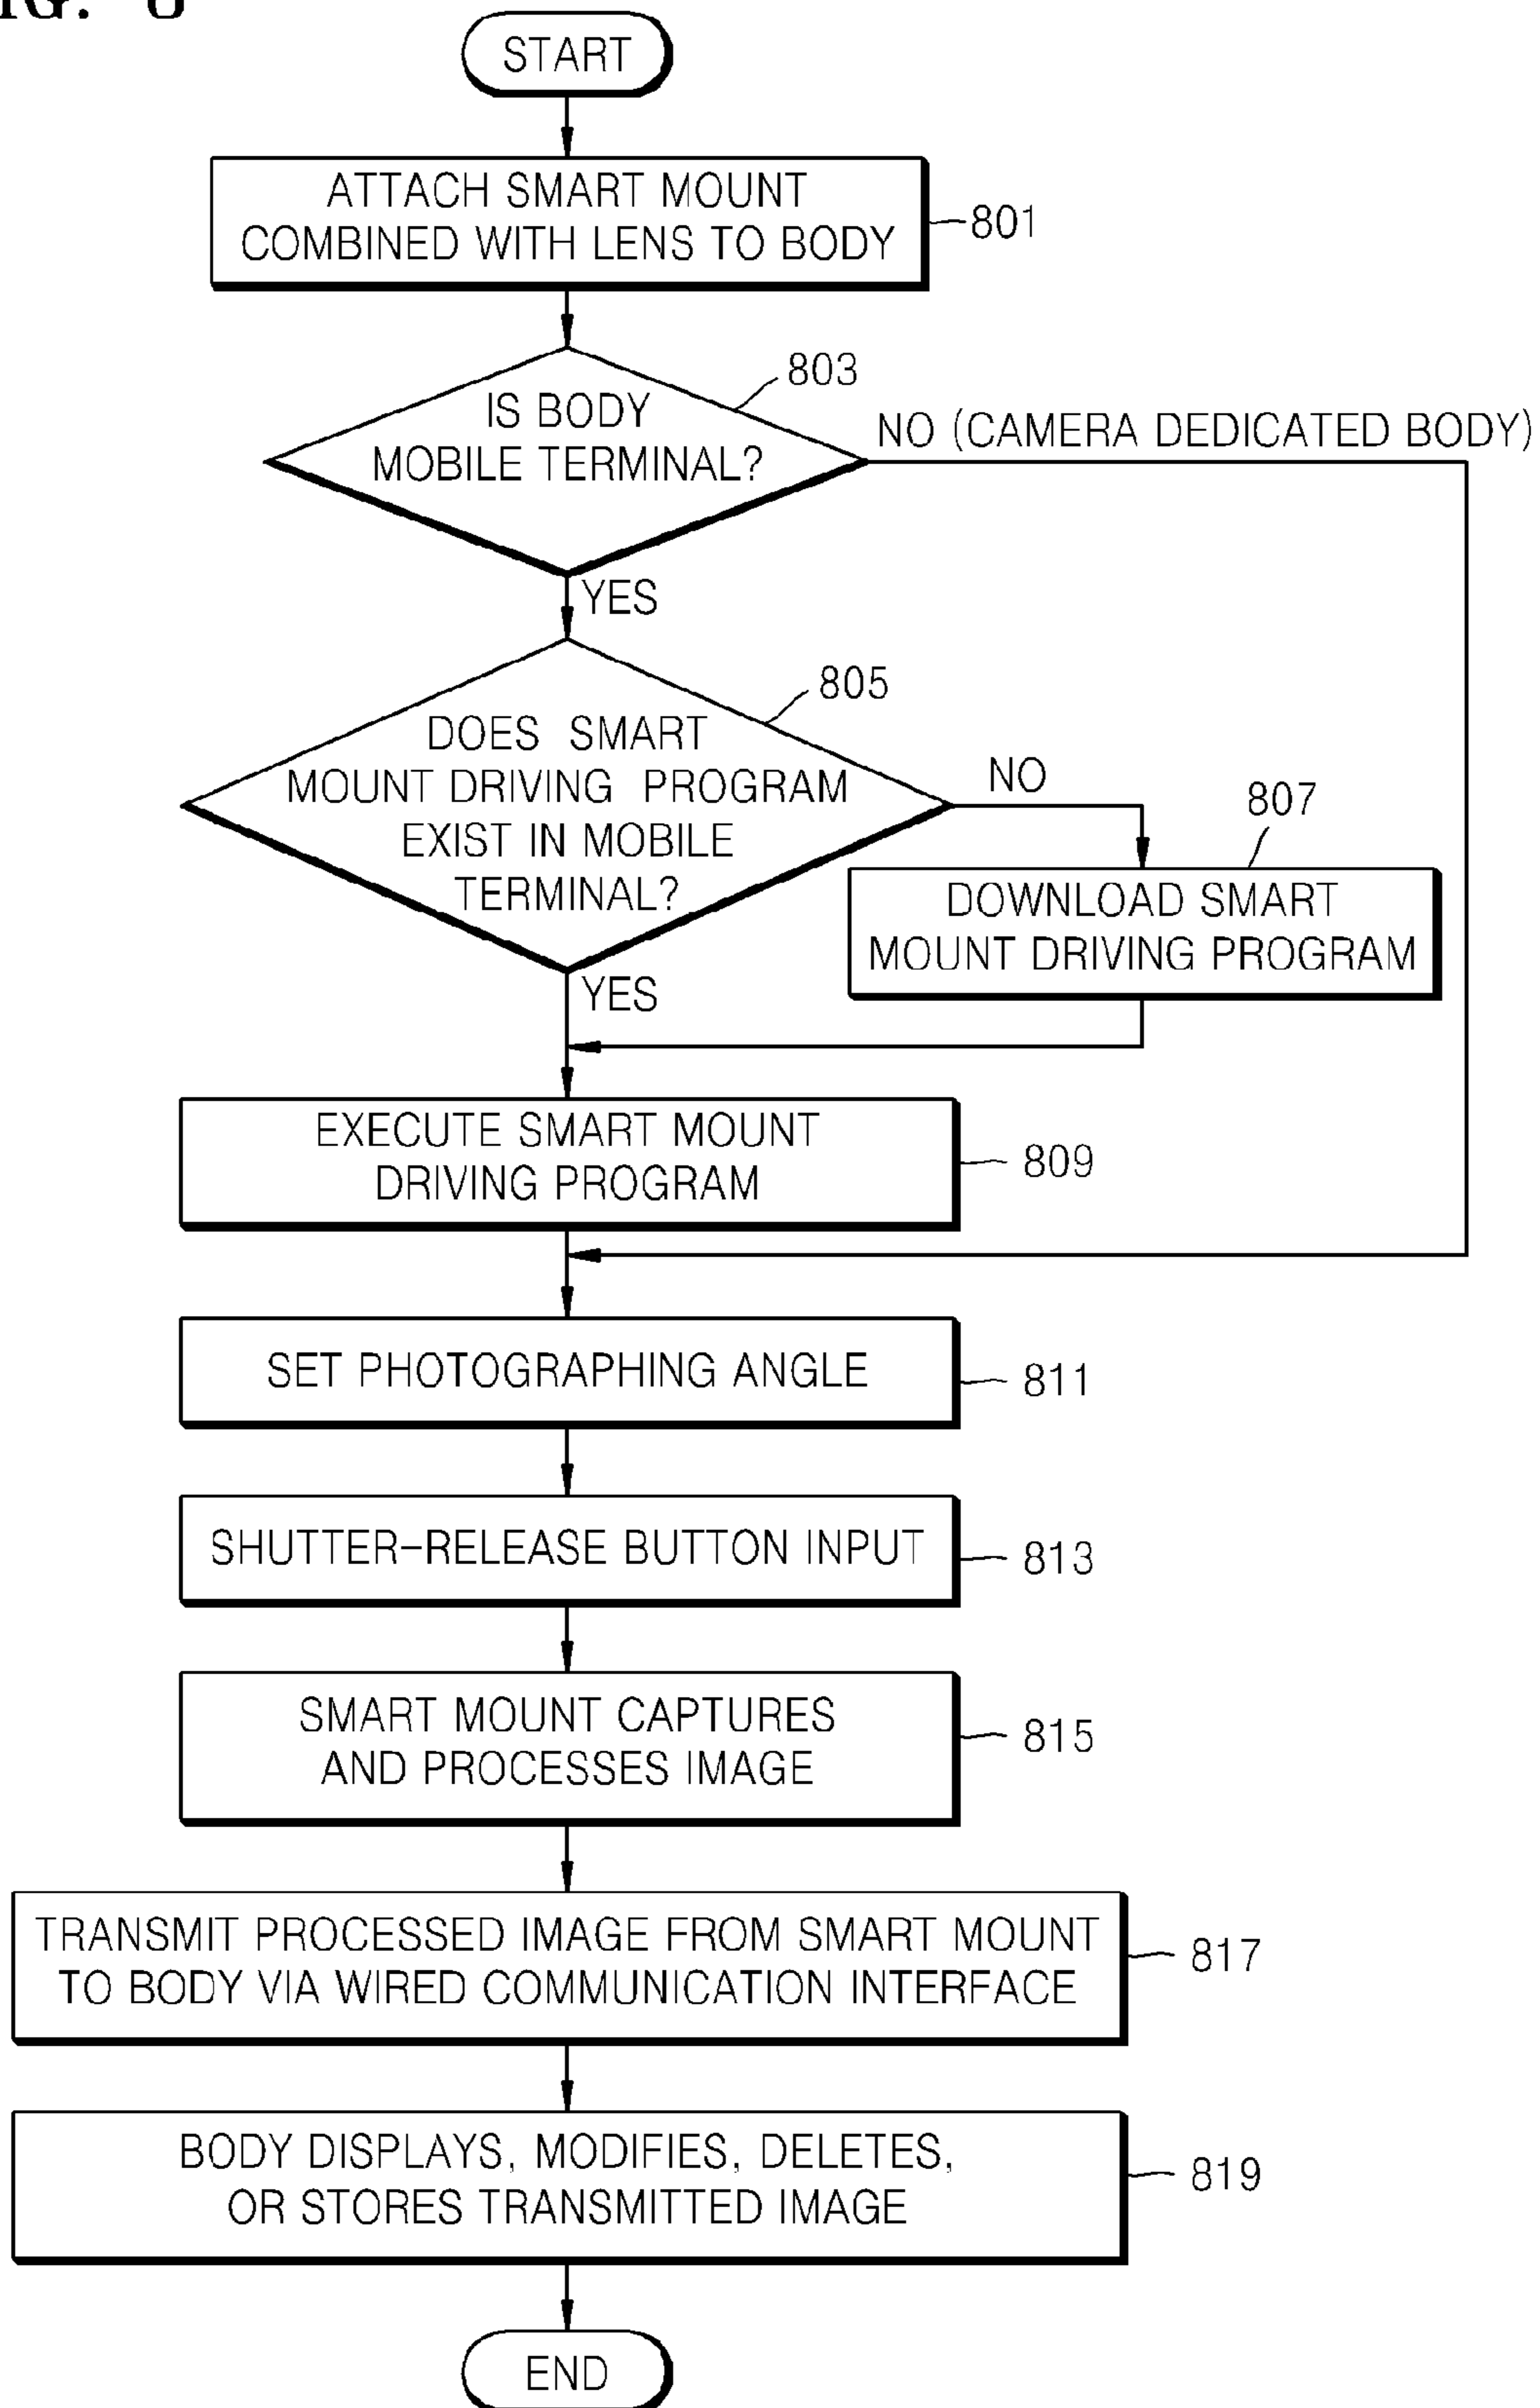 FIG. 8
START
ATTACH SMART MOUNT
COMBINED WITH LENS TO BODY
801
803
IS BODY
MOBILE TERMINAL?
NO (CAMERA DEDICATED BODY)
YES
805
DOES SMART
MOUNT DRIVING PROGRAM
EXIST IN MOBILE
TERMINAL?
NO
807
DOWNLOAD SMART
MOUNT DRIVING PROGRAM
YES
EXECUTE SMART MOUNT
DRIVING PROGRAM
809
SET PHOTOGRAPHING ANGLE
811
SHUTTER-RELEASE BUTTON INPUT
813
SMART MOUNT CAPTURES
AND PROCESSES IMAGE
815
TRANSMIT PROCESSED IMAGE FROM SMART MOUNT
TO BODY VIA WIRED COMMUNICATION INTERFACE
817
BODY DISPLAYS, MODIFIES, DELETES,
OR STORES TRANSMITTED IMAGE
819
END